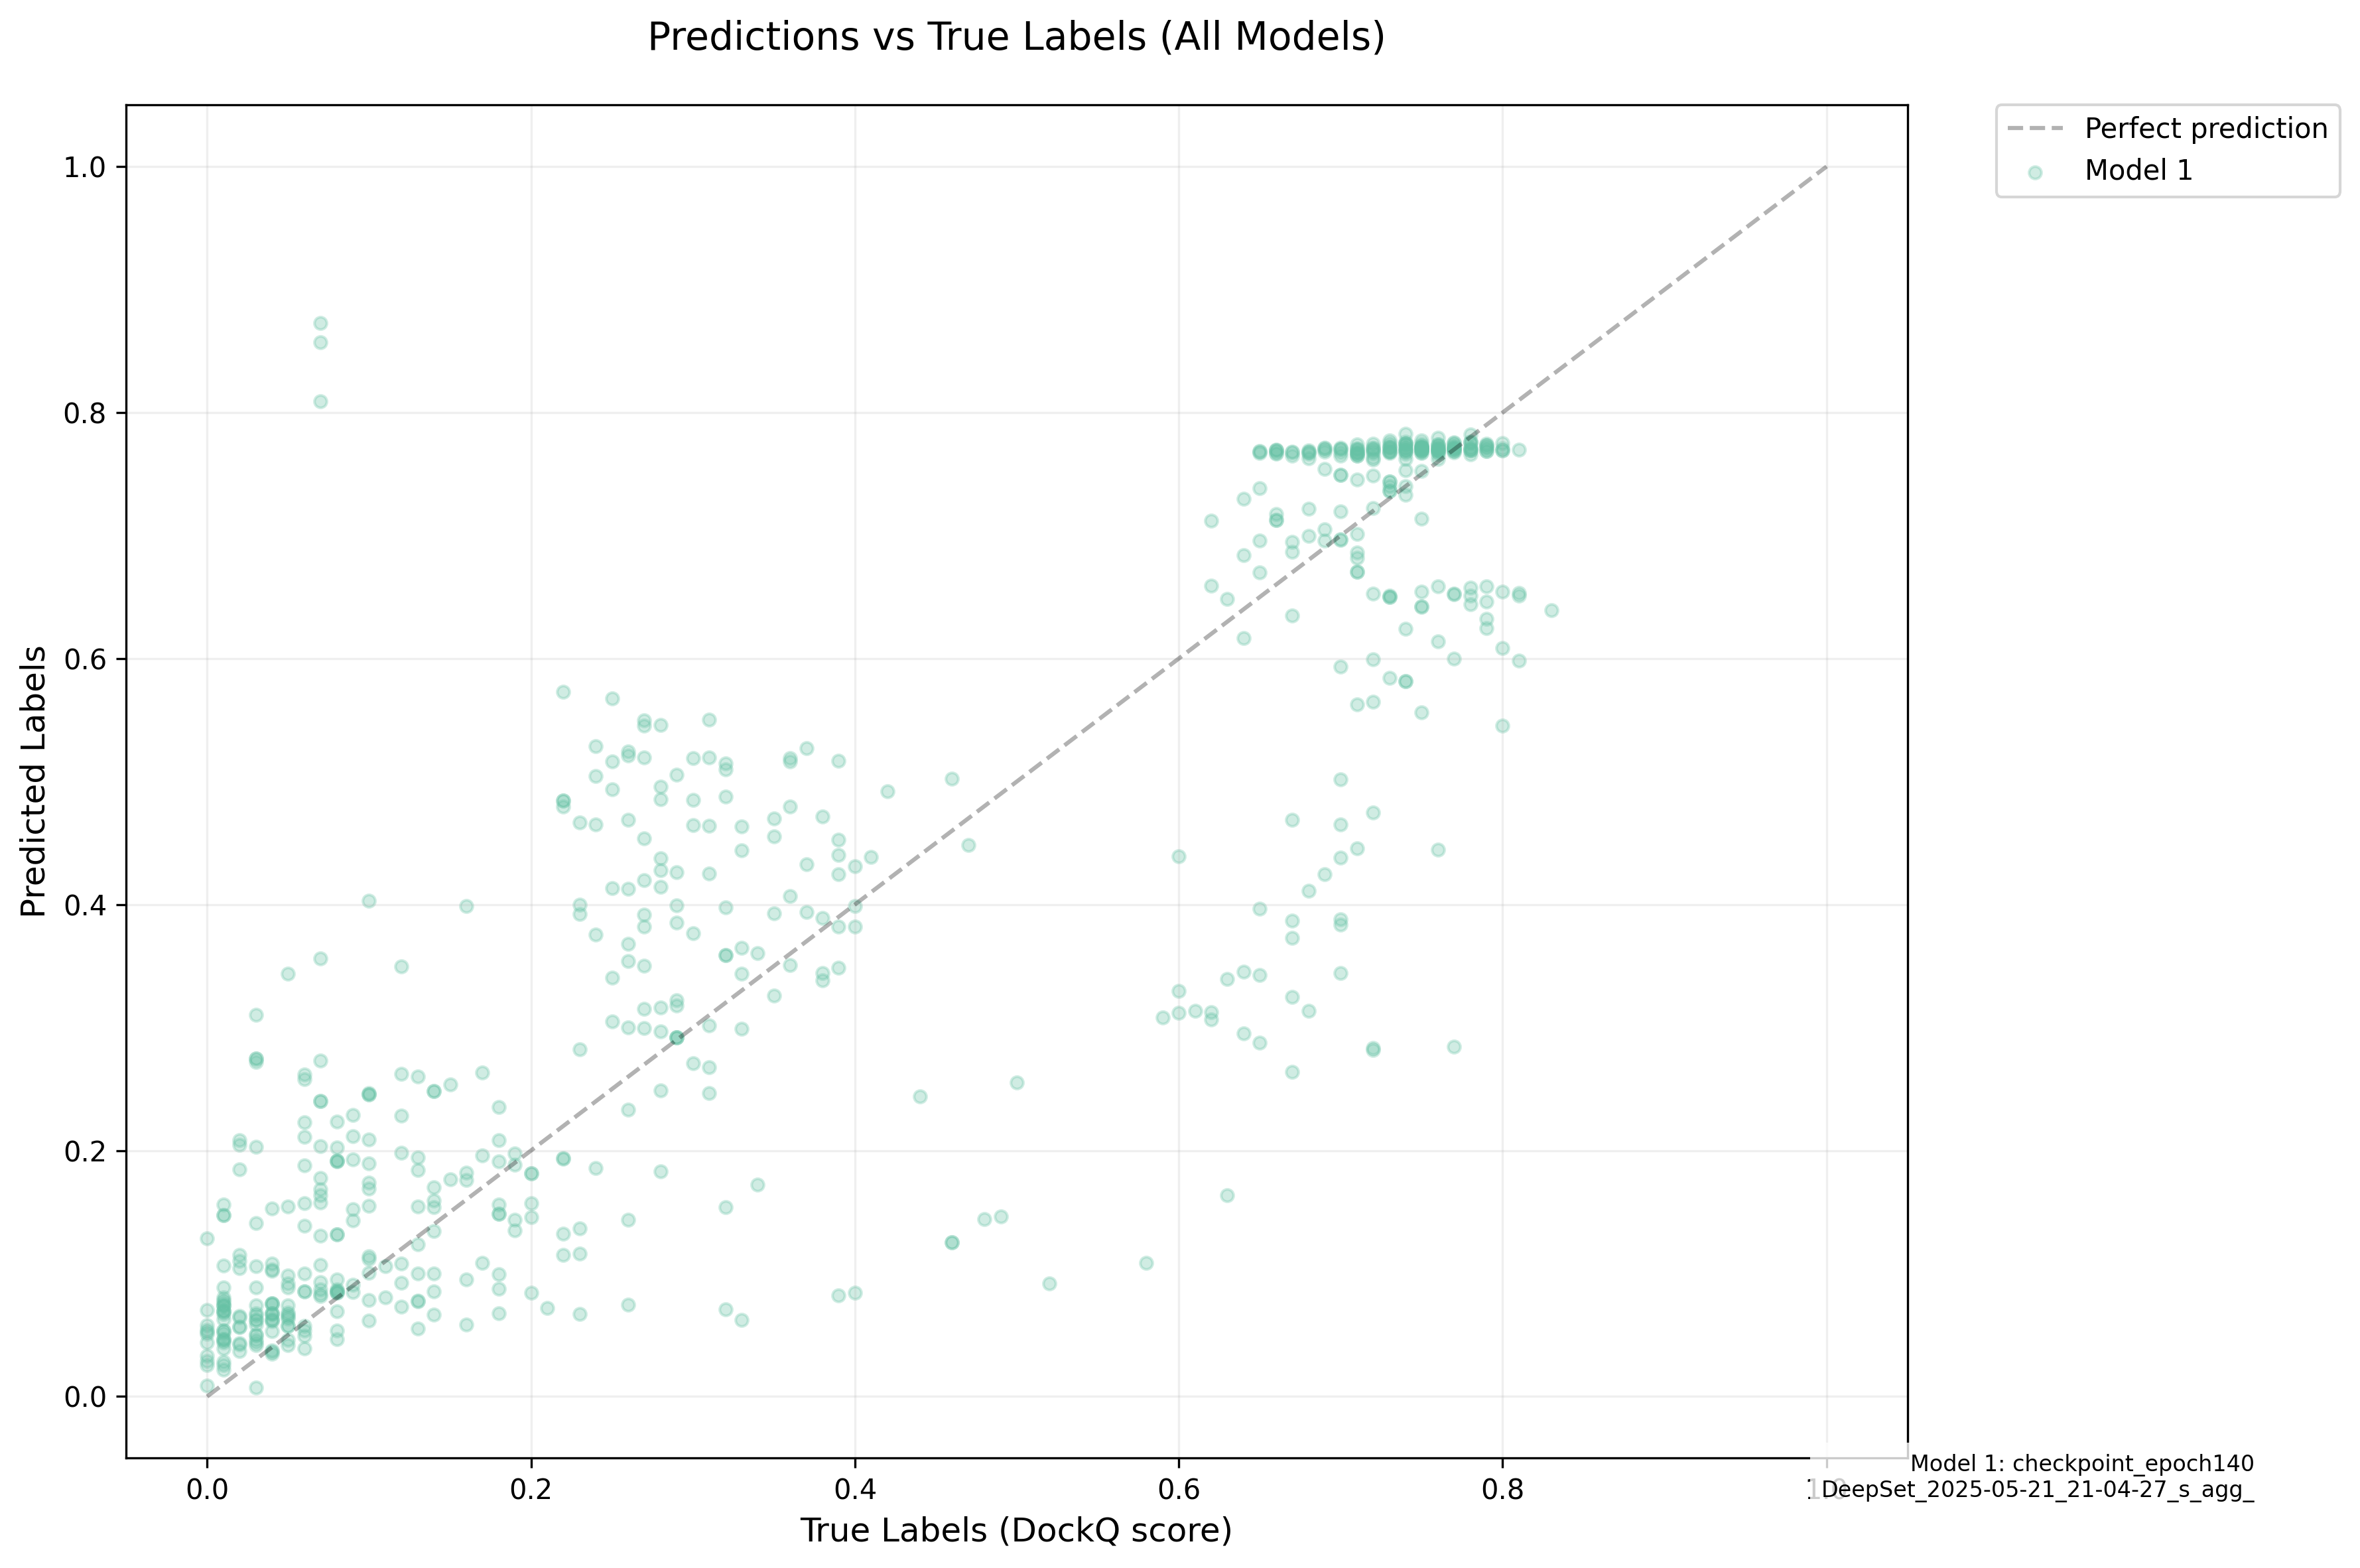 Predictions vs True Labels (All Models)
Perfect prediction
Model 1
Predicted Labels
1.0
0.8
0.6
0.4
0.2
0.0
0.0 0.2 0.4 0.6 0.8 1.0
True Labels (DockQ score)
Model 1: checkpoint_epoch140
DeepSet_2025-05-21_21-04-27_s_agg_